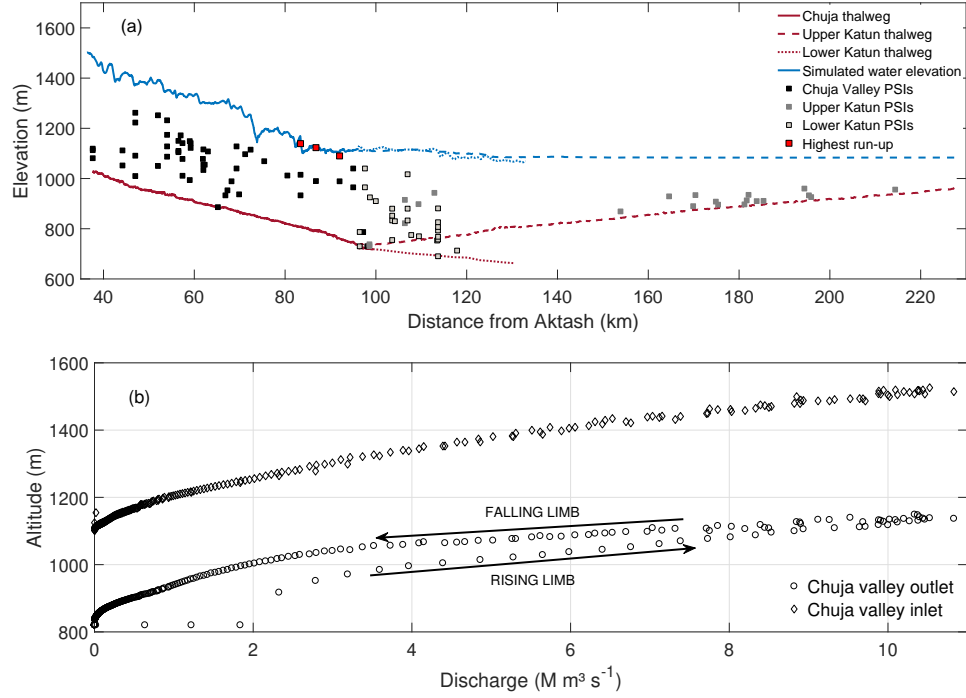 (a)
1600
1400
1200
1000
800
600
Elevation (m)
Chuja thalweg
Upper Katun thalweg
Lower Katun thalweg
Simulated water elevation
Chuja Valley PSIs
Upper Katun PSIs
Lower Katun PSIs
Highest run-up
40 60 80 100 120 140 160 180 200 220
Distance from Aktash (km)
(b)
1600
1400
1200
1000
800
Altitude (m)
FALLING LIMB
RISING LIMB
Chuja valley outlet
Chuja valley inlet
0 2 4 6 8 10
Discharge (M m³ s⁻¹)